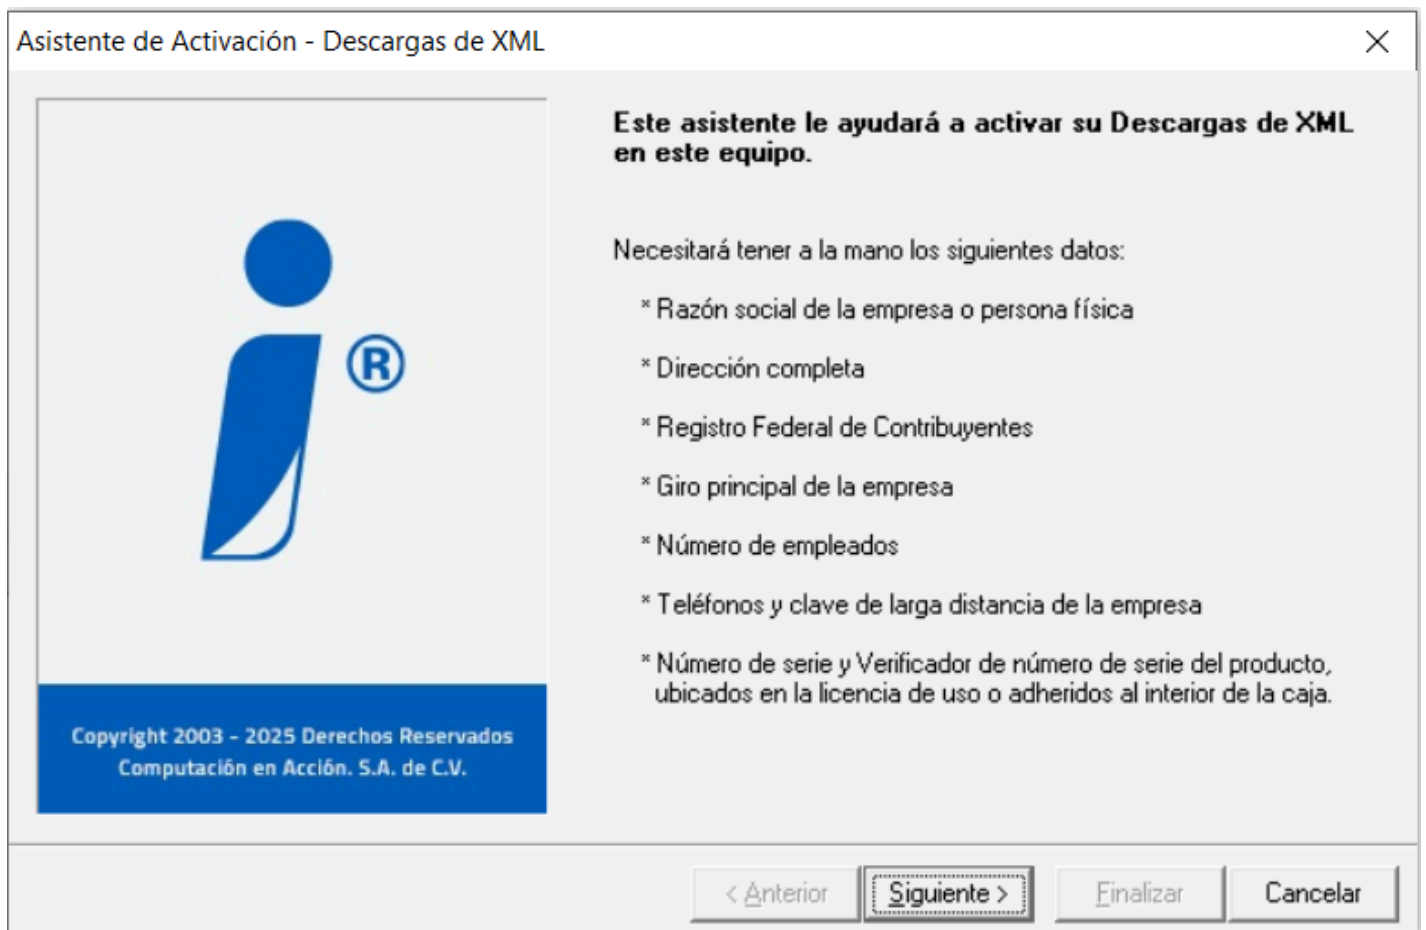 Asistente de Activación - Descargas de XML
Este asistente le ayudará a activar su Descargas de XML
en este equipo.
Necesitará tener a la mano los siguientes datos:
* Razón social de la empresa o persona física
* Dirección completa
* Registro Federal de Contribuyentes
* Giro principal de la empresa
* Número de empleados
* Teléfonos y clave de larga distancia de la empresa
* Número de serie y Verificador de número de serie del producto,
ubicados en la licencia de uso o adheridos al interior de la caja.
i®
Copyright 2003 - 2025 Derechos Reservados
Computación en Acción. S.A. de C.V.
< Anterior
Siguiente >
Finalizar
Cancelar